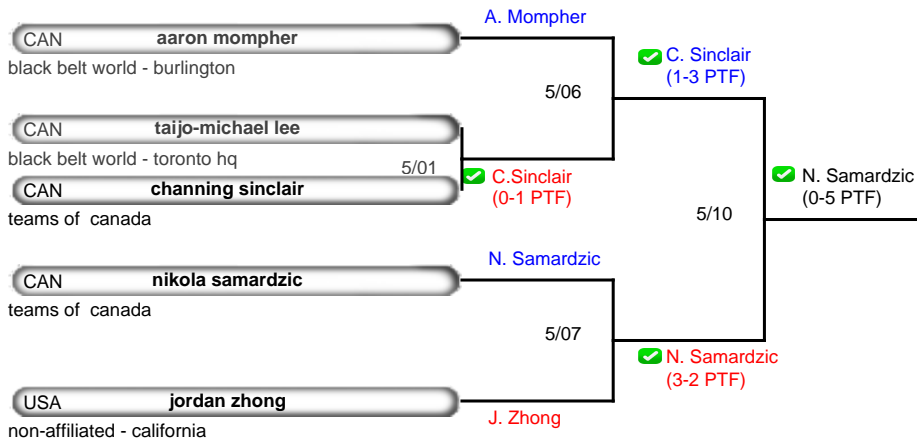 A. Mompher
CAN aaron mompher
black belt world - burlington
C. Sinclair
(1-3 PTF)
5/06
CAN taijo-michael lee
black belt world - toronto hq
5/01
C.Sinclair
(0-1 PTF)
CAN channing sinclair
teams of  canada
N. Samardzic
(0-5 PTF)
5/10
N. Samardzic
CAN nikola samardzic
teams of  canada
5/07
N. Samardzic
(3-2 PTF)
USA jordan zhong
non-affiliated - california
J. Zhong